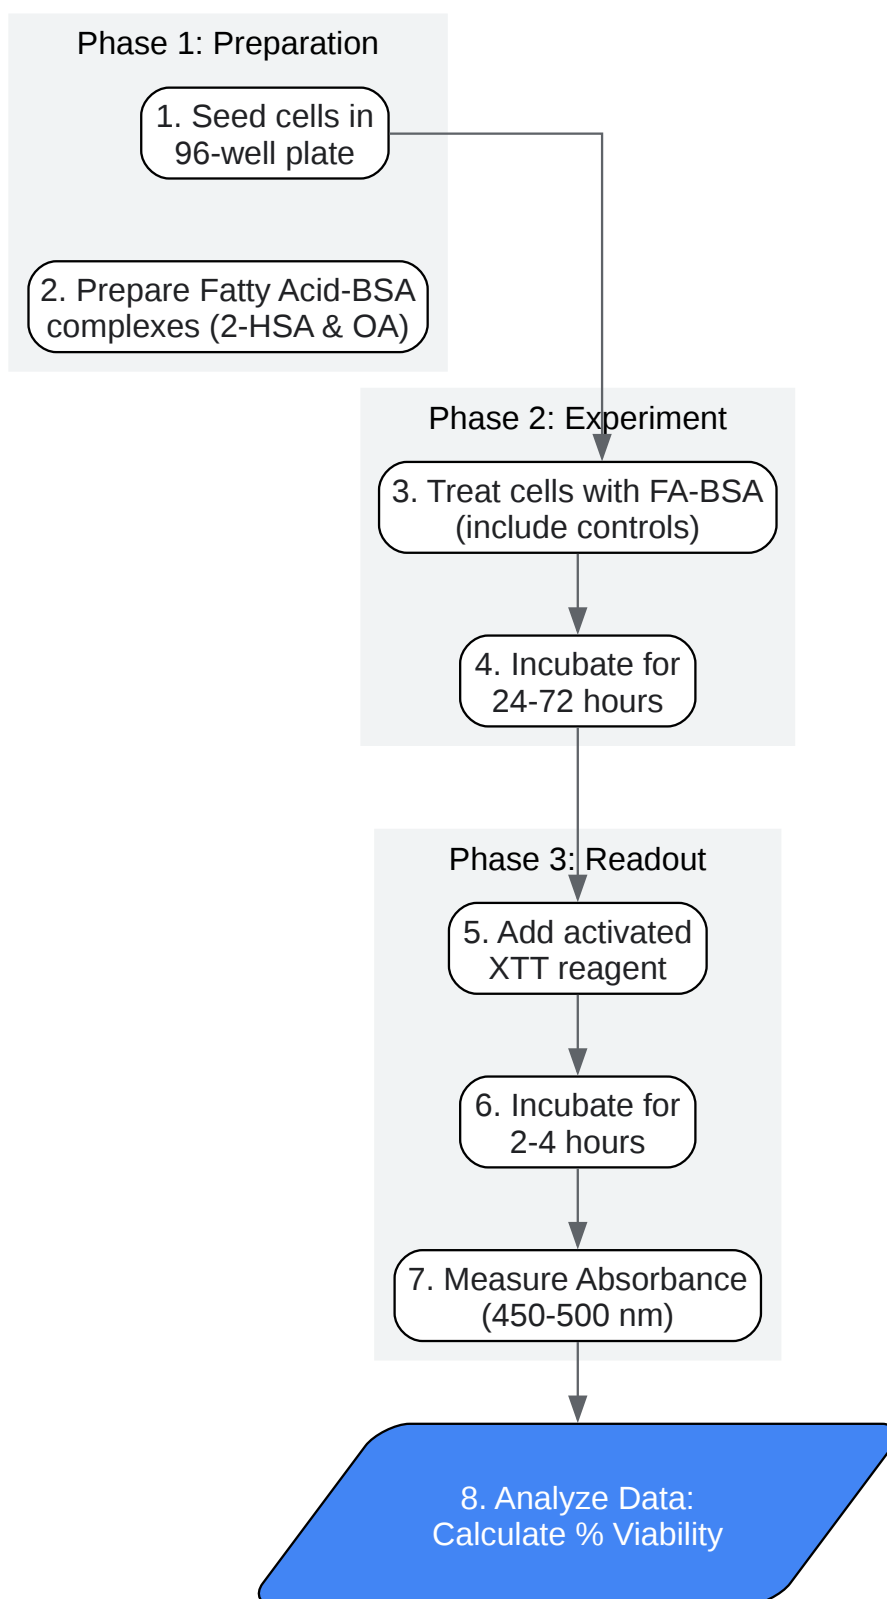 Phase 1: Preparation
1. Seed cells in
96-well plate
2. Prepare Fatty Acid-BSA
complexes (2-HSA & OA)
Phase 2: Experiment
3. Treat cells with FA-BSA
(include controls)
4. Incubate for
24-72 hours
Phase 3: Readout
5. Add activated
XTT reagent
6. Incubate for
2-4 hours
7. Measure Absorbance
(450-500 nm)
8. Analyze Data:
Calculate % Viability